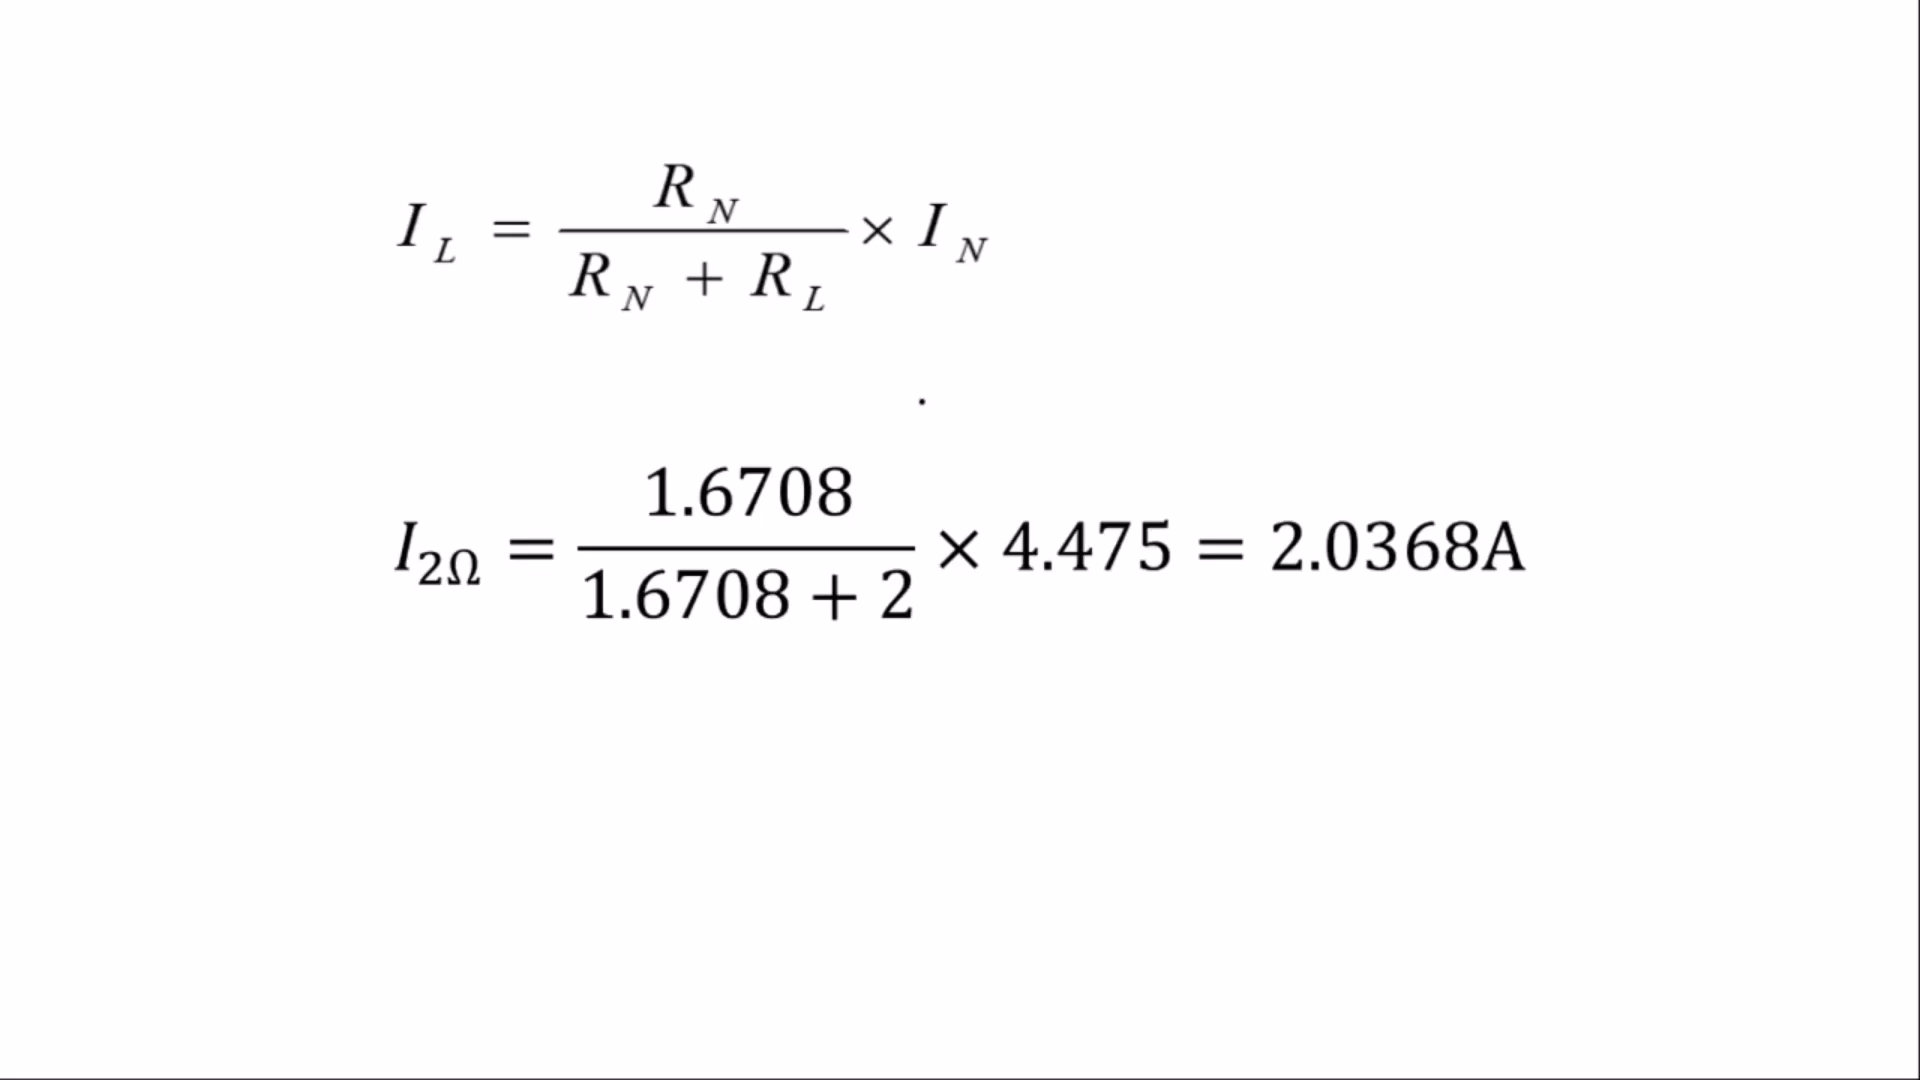 I_L = R_N / (R_N + R_L) × I_N
.
I_2Ω = 1.6708 / (1.6708 + 2) × 4.475 = 2.0368A